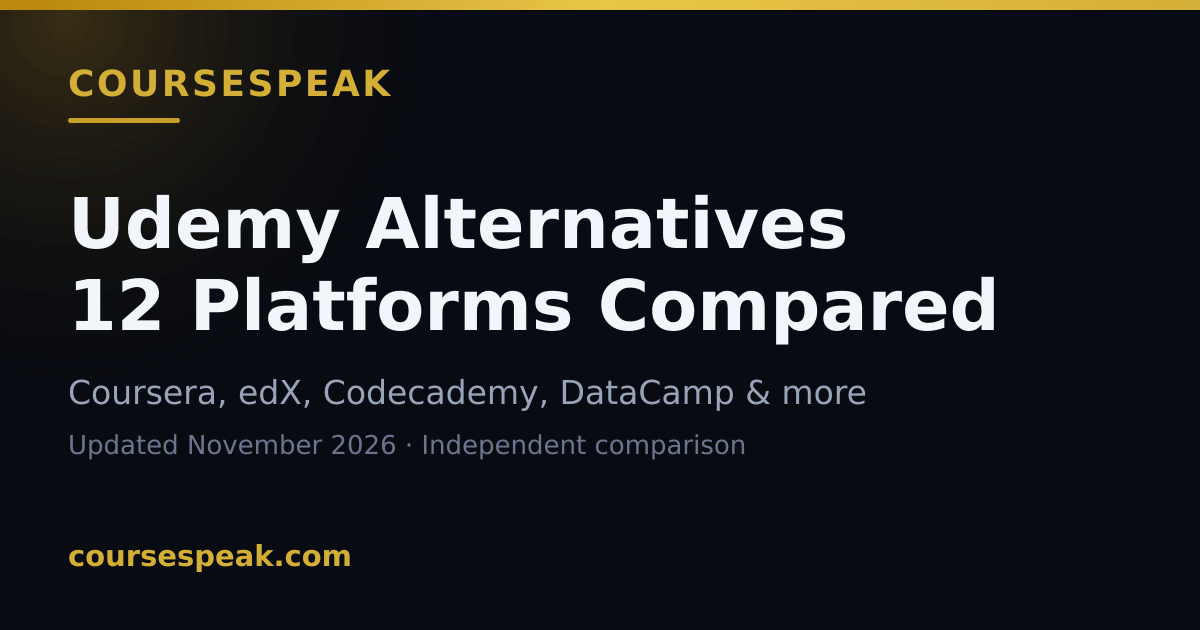 COURSESPEAK
Udemy Alternatives
12 Platforms Compared
Coursera, edX, Codecademy, DataCamp & more
Updated November 2026 · Independent comparison
coursespeak.com